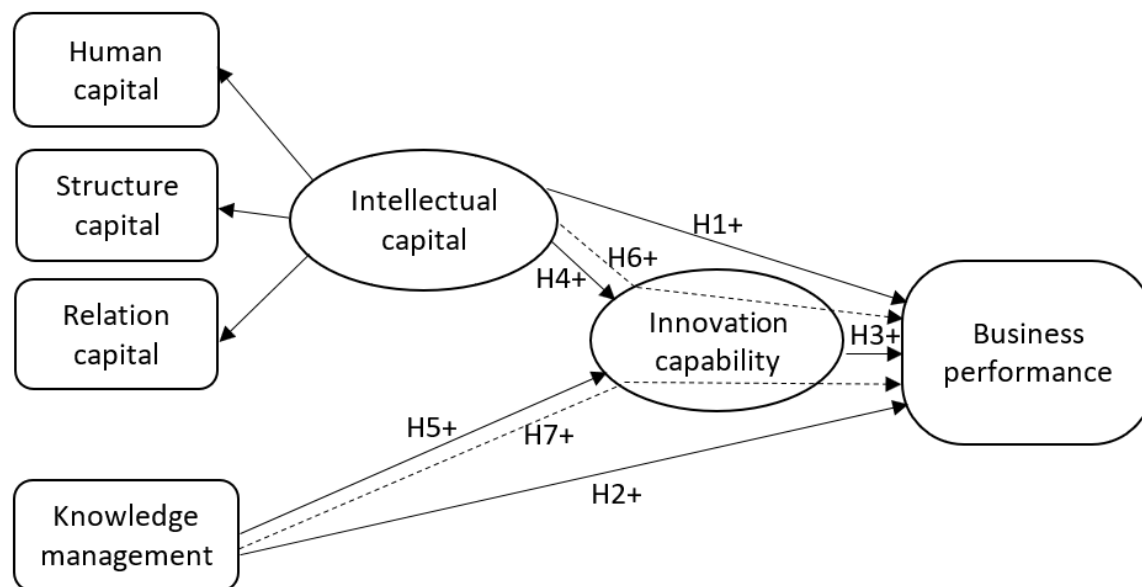 Human
capital
Structure
capital
Relation
capital
Intellectual
capital
H1+
H6+
H4+
Innovation
capability
H3+
Business
performance
H5+
H7+
H2+
Knowledge
management